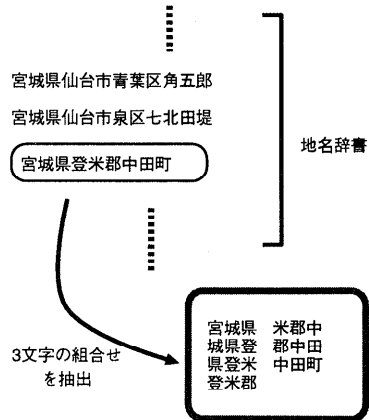 宮城県仙台市青葉区角五郎
宮城県仙台市泉区七北田堤
宮城県登米郡中田町
地名辞書
3文字の組合せ
を抽出
宮城県 米郡中
城県登 郡中田
県登米 中田町
登米郡